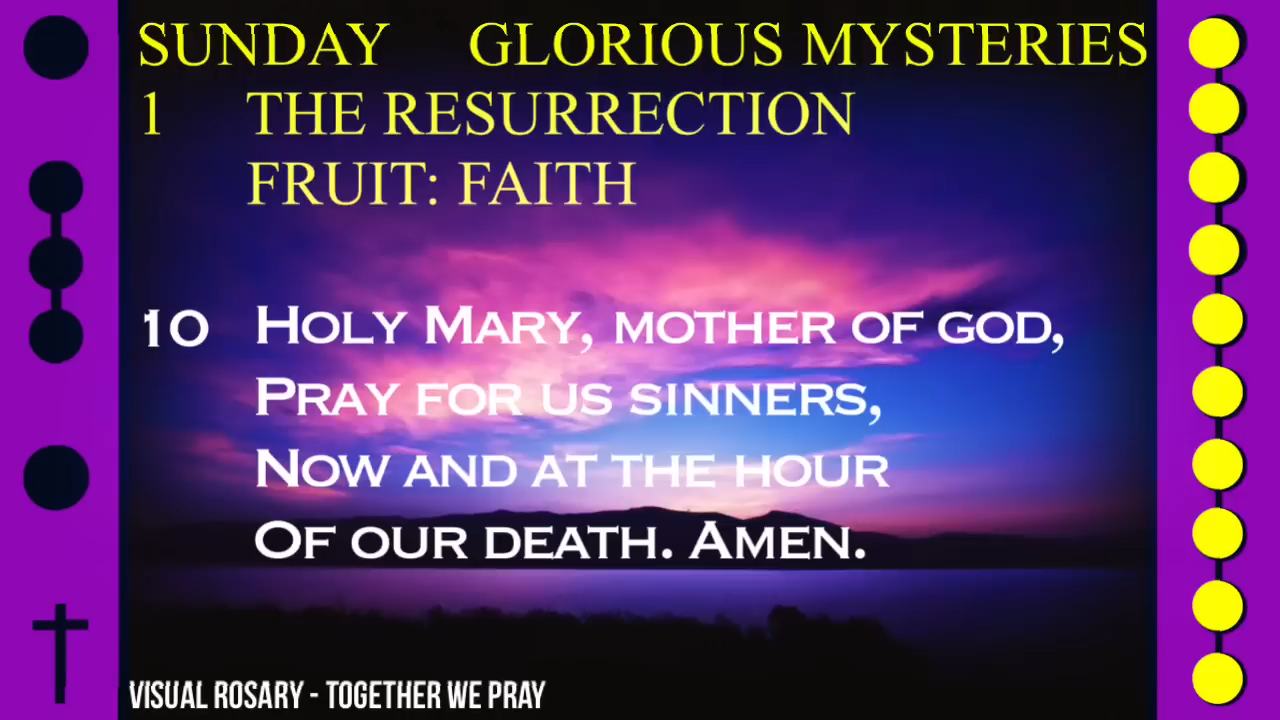 SUNDAY GLORIOUS MYSTERIES
1 THE RESURRECTION
FRUIT: FAITH
10 HOLY MARY, MOTHER OF GOD,
PRAY FOR US SINNERS,
NOW AND AT THE HOUR
OF OUR DEATH. AMEN.
VISUAL ROSARY - TOGETHER WE PRAY